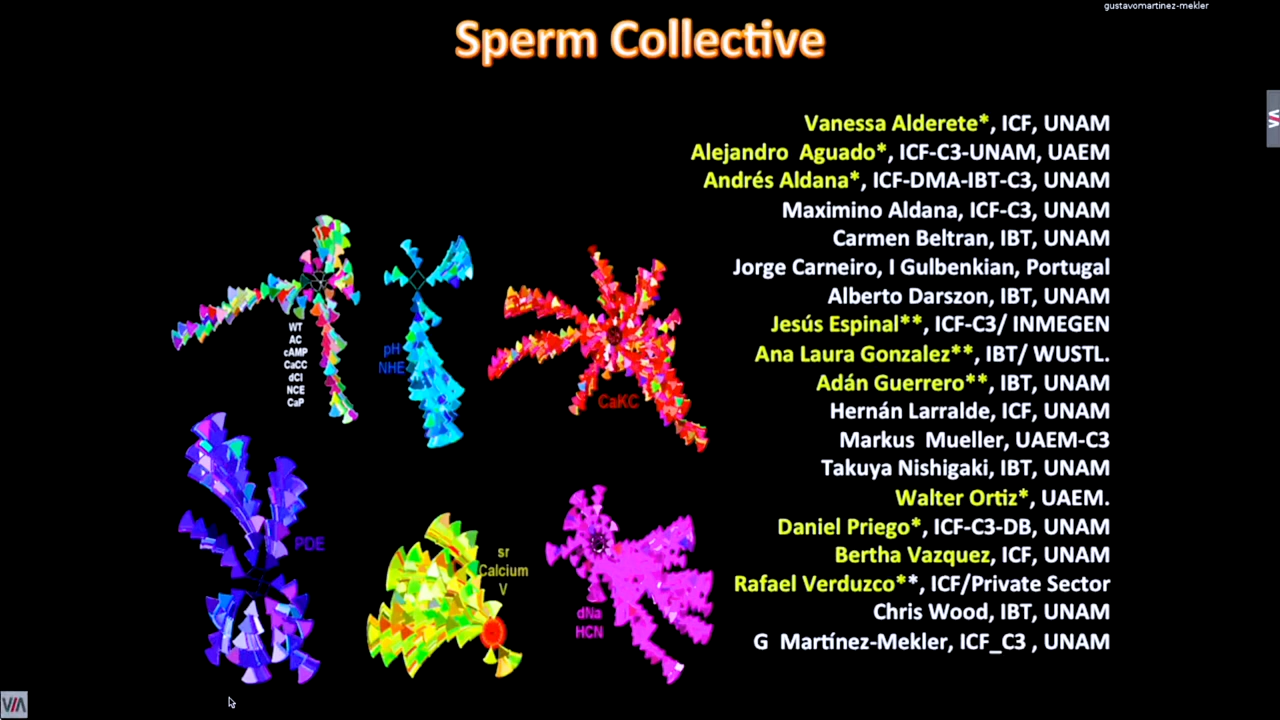 gustavomartinez-mekler
Sperm Collective
Vanessa Alderete*, ICF, UNAM
Alejandro Aguado*, ICF-C3-UNAM, UAEM
Andrés Aldana*, ICF-DMA-IBT-C3, UNAM
Maximino Aldana, ICF-C3, UNAM
Carmen Beltran, IBT, UNAM
Jorge Carneiro, I Gulbenkian, Portugal
Alberto Darszon, IBT, UNAM
Jesús Espinal**, ICF-C3/ INMEGEN
Ana Laura Gonzalez**, IBT/ WUSTL.
Adán Guerrero**, IBT, UNAM
Hernán Larralde, ICF, UNAM
Markus Mueller, UAEM-C3
Takuya Nishigaki, IBT, UNAM
Walter Ortiz*, UAEM.
Daniel Priego*, ICF-C3-DB, UNAM
Bertha Vazquez, ICF, UNAM
Rafael Verduzco**, ICF/Private Sector
Chris Wood, IBT, UNAM
G Martínez-Mekler, ICF_C3 , UNAM
WT
AC
cAMP
CaCC
dCl
NCE
CaP
pH
NHE
CaKC
PDE
sr
Calcium
V
dNa
HCN
VIA
VIA